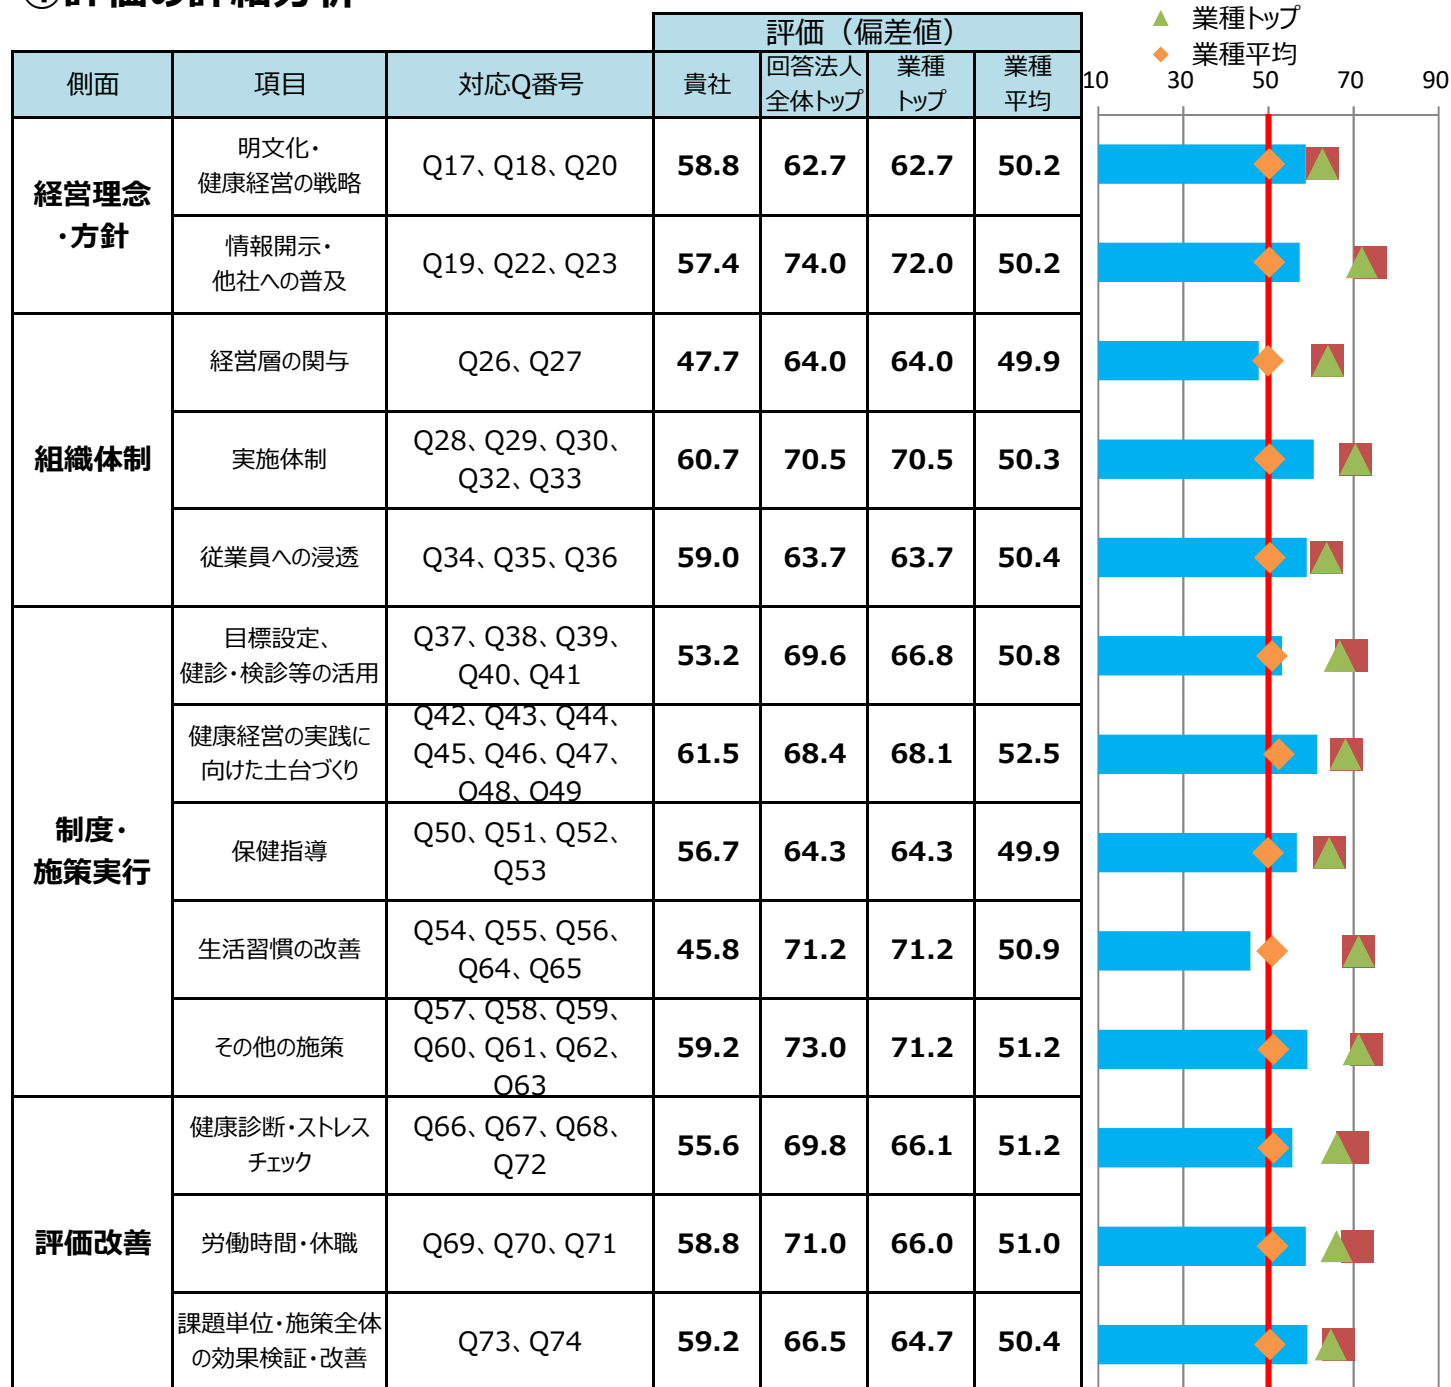 ①評価の詳細分析
▲ 業種トップ
◆ 業種平均
評価（偏差値）
側面 項目 対応Q番号 貴社 回答法人 業種 業種
全体トップ トップ 平均
10 30 50 70 90
経営理念
・方針
明文化・
健康経営の戦略
Q17、Q18、Q20 58.8 62.7 62.7 50.2
情報開示・
他社への普及
Q19、Q22、Q23 57.4 74.0 72.0 50.2
組織体制
経営層の関与 Q26、Q27 47.7 64.0 64.0 49.9
実施体制
Q28、Q29、Q30、
Q32、Q33
60.7 70.5 70.5 50.3
従業員への浸透 Q34、Q35、Q36 59.0 63.7 63.7 50.4
制度・
施策実行
目標設定、
健診・検診等の活用
Q37、Q38、Q39、
Q40、Q41
53.2 69.6 66.8 50.8
健康経営の実践に
向けた土台づくり
Q42、Q43、Q44、
Q45、Q46、Q47、
Q48、Q49
61.5 68.4 68.1 52.5
保健指導
Q50、Q51、Q52、
Q53
56.7 64.3 64.3 49.9
生活習慣の改善
Q54、Q55、Q56、
Q64、Q65
45.8 71.2 71.2 50.9
その他の施策
Q57、Q58、Q59、
Q60、Q61、Q62、
Q63
59.2 73.0 71.2 51.2
評価改善
健康診断・ストレス
チェック
Q66、Q67、Q68、
Q72
55.6 69.8 66.1 51.2
労働時間・休職 Q69、Q70、Q71 58.8 71.0 66.0 51.0
課題単位・施策全体
の効果検証・改善
Q73、Q74 59.2 66.5 64.7 50.4